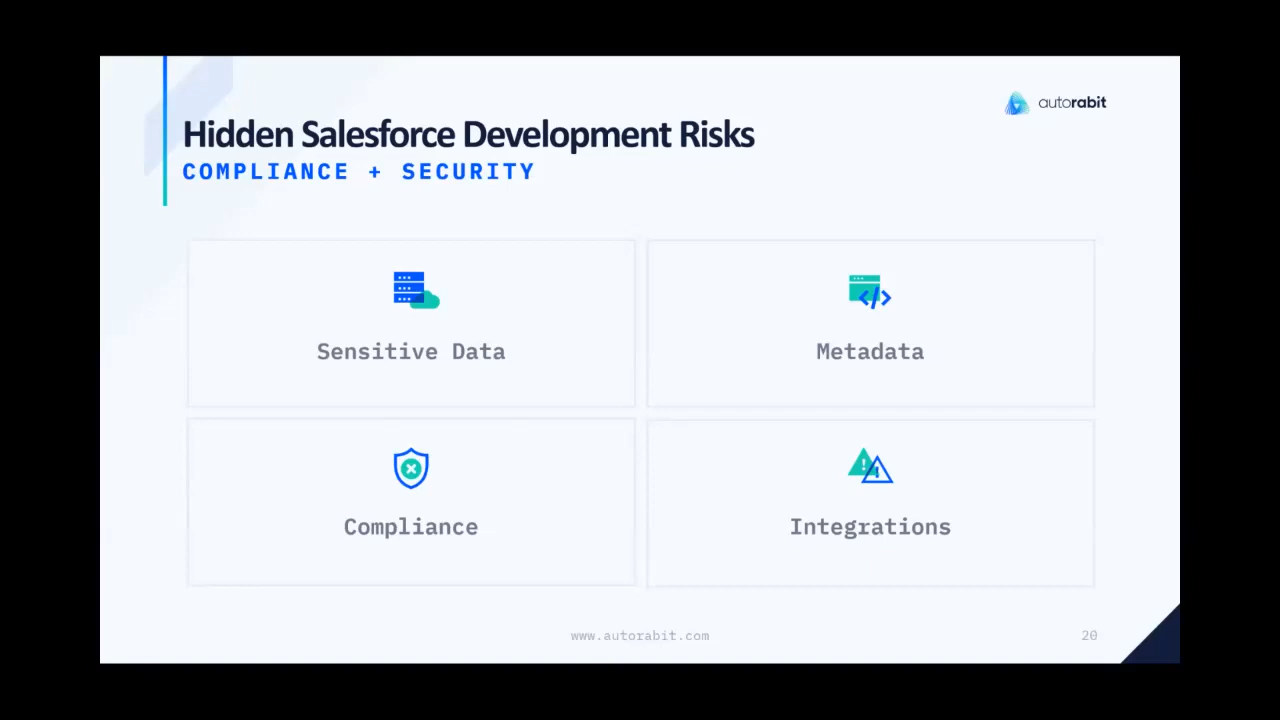 autorabit
Hidden Salesforce Development Risks
COMPLIANCE + SECURITY
Sensitive Data
Metadata
Compliance
Integrations
www.autorabit.com
20